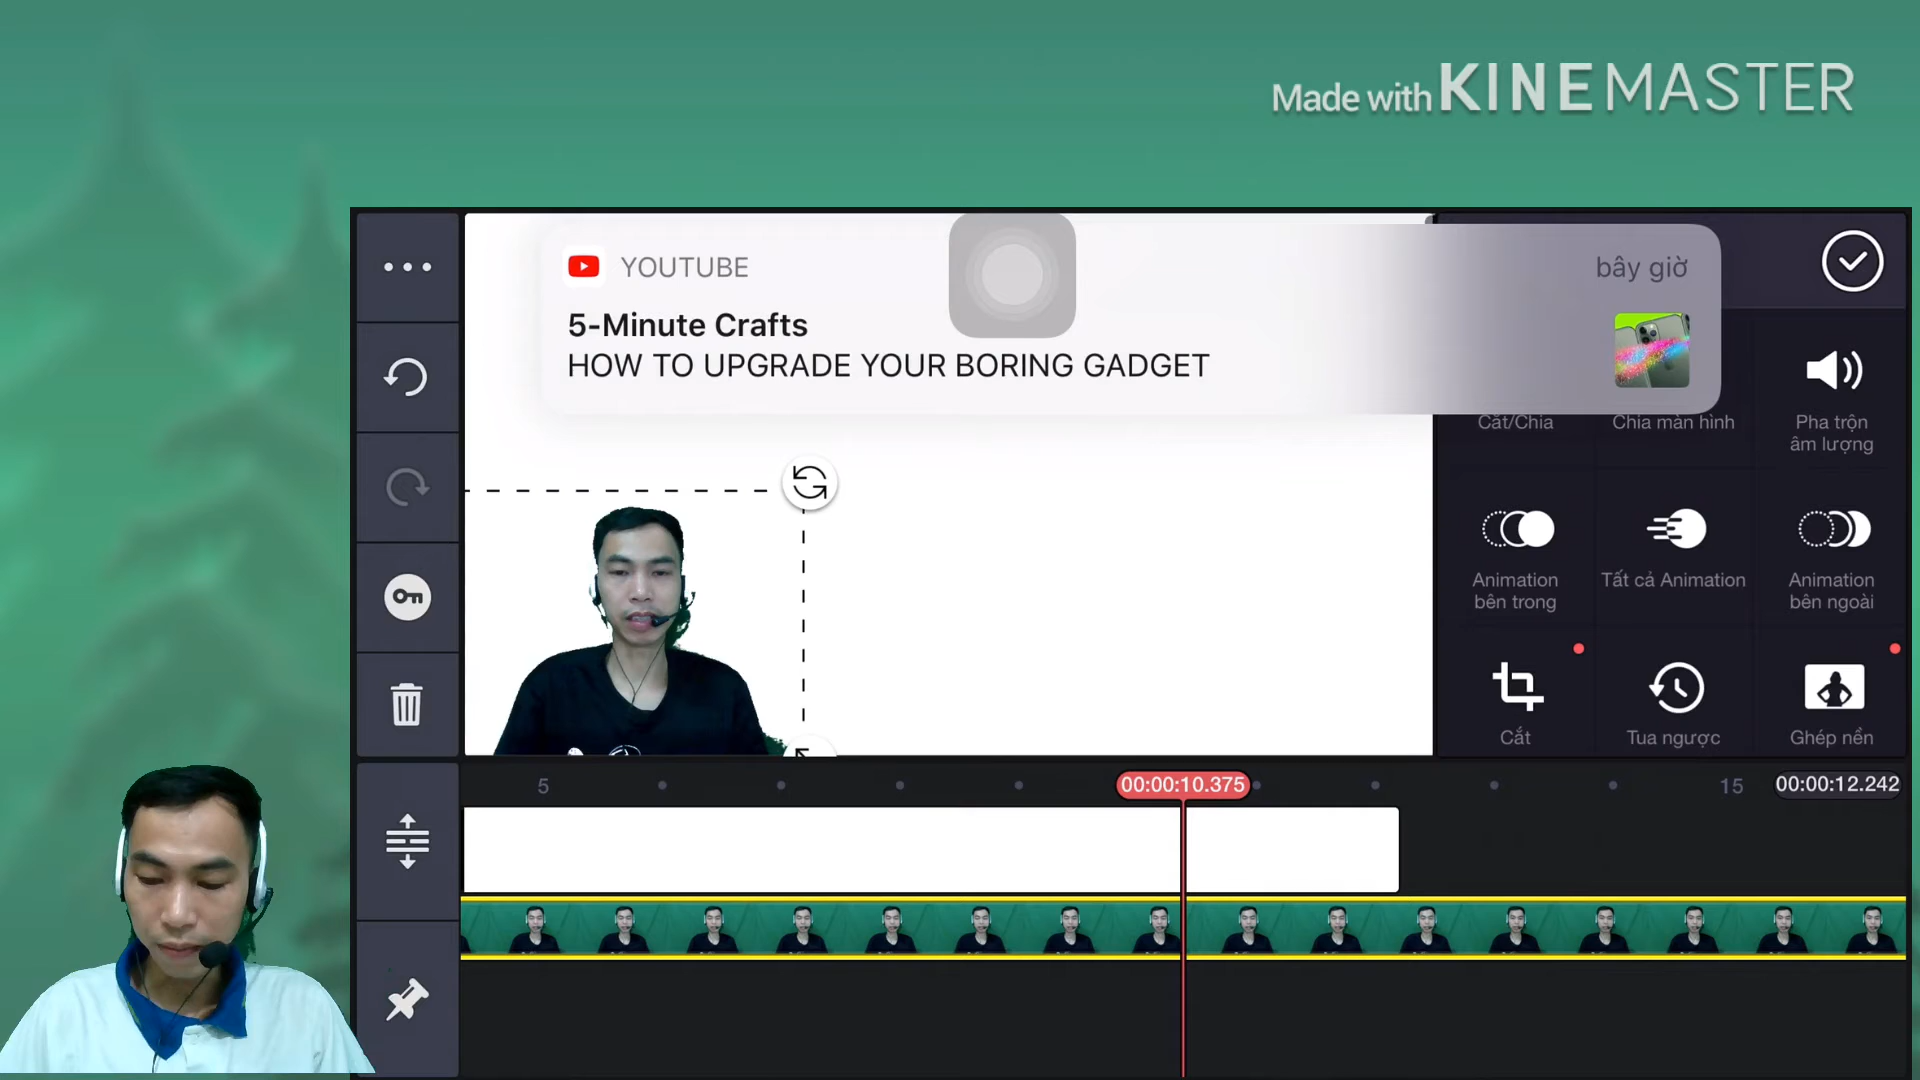 Made with KINEMASTER
YOUTUBE
bây giờ
5-Minute Crafts
HOW TO UPGRADE YOUR BORING GADGET
Cắt/Chia
Chia màn hình
Pha trộn
âm lượng
Animation
bên trong
Tất cả Animation
Animation
bên ngoài
Cắt
Tua ngược
Ghép nền
5
00:00:10.375
15
00:00:12.242